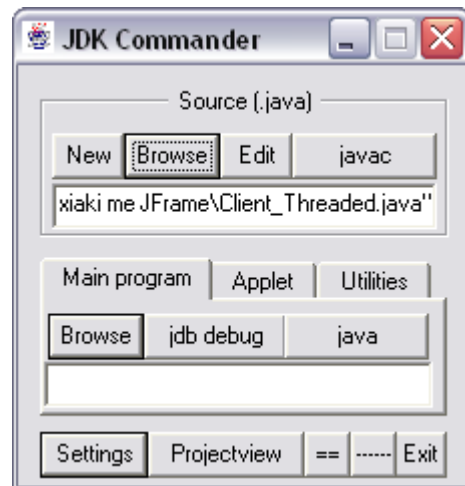 JDK Commander
Source (.java)
New Browse Edit javac
xiaki me JFrame\Client_Threaded.java"
Main program Applet Utilities
Browse jdb debug java
Settings Projectview == ------ Exit